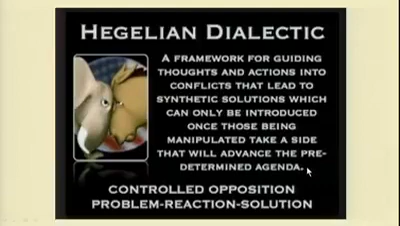 HEGELIAN DIALECTIC
A FRAMEWORK FOR GUIDING
THOUGHTS AND ACTIONS INTO
CONFLICTS THAT LEAD TO
SYNTHETIC SOLUTIONS WHICH
CAN ONLY BE INTRODUCED
ONCE THOSE BEING
MANIPULATED TAKE A SIDE
THAT WILL ADVANCE THE PRE-
DETERMINED AGENDA.
CONTROLLED OPPOSITION
PROBLEM-REACTION-SOLUTION